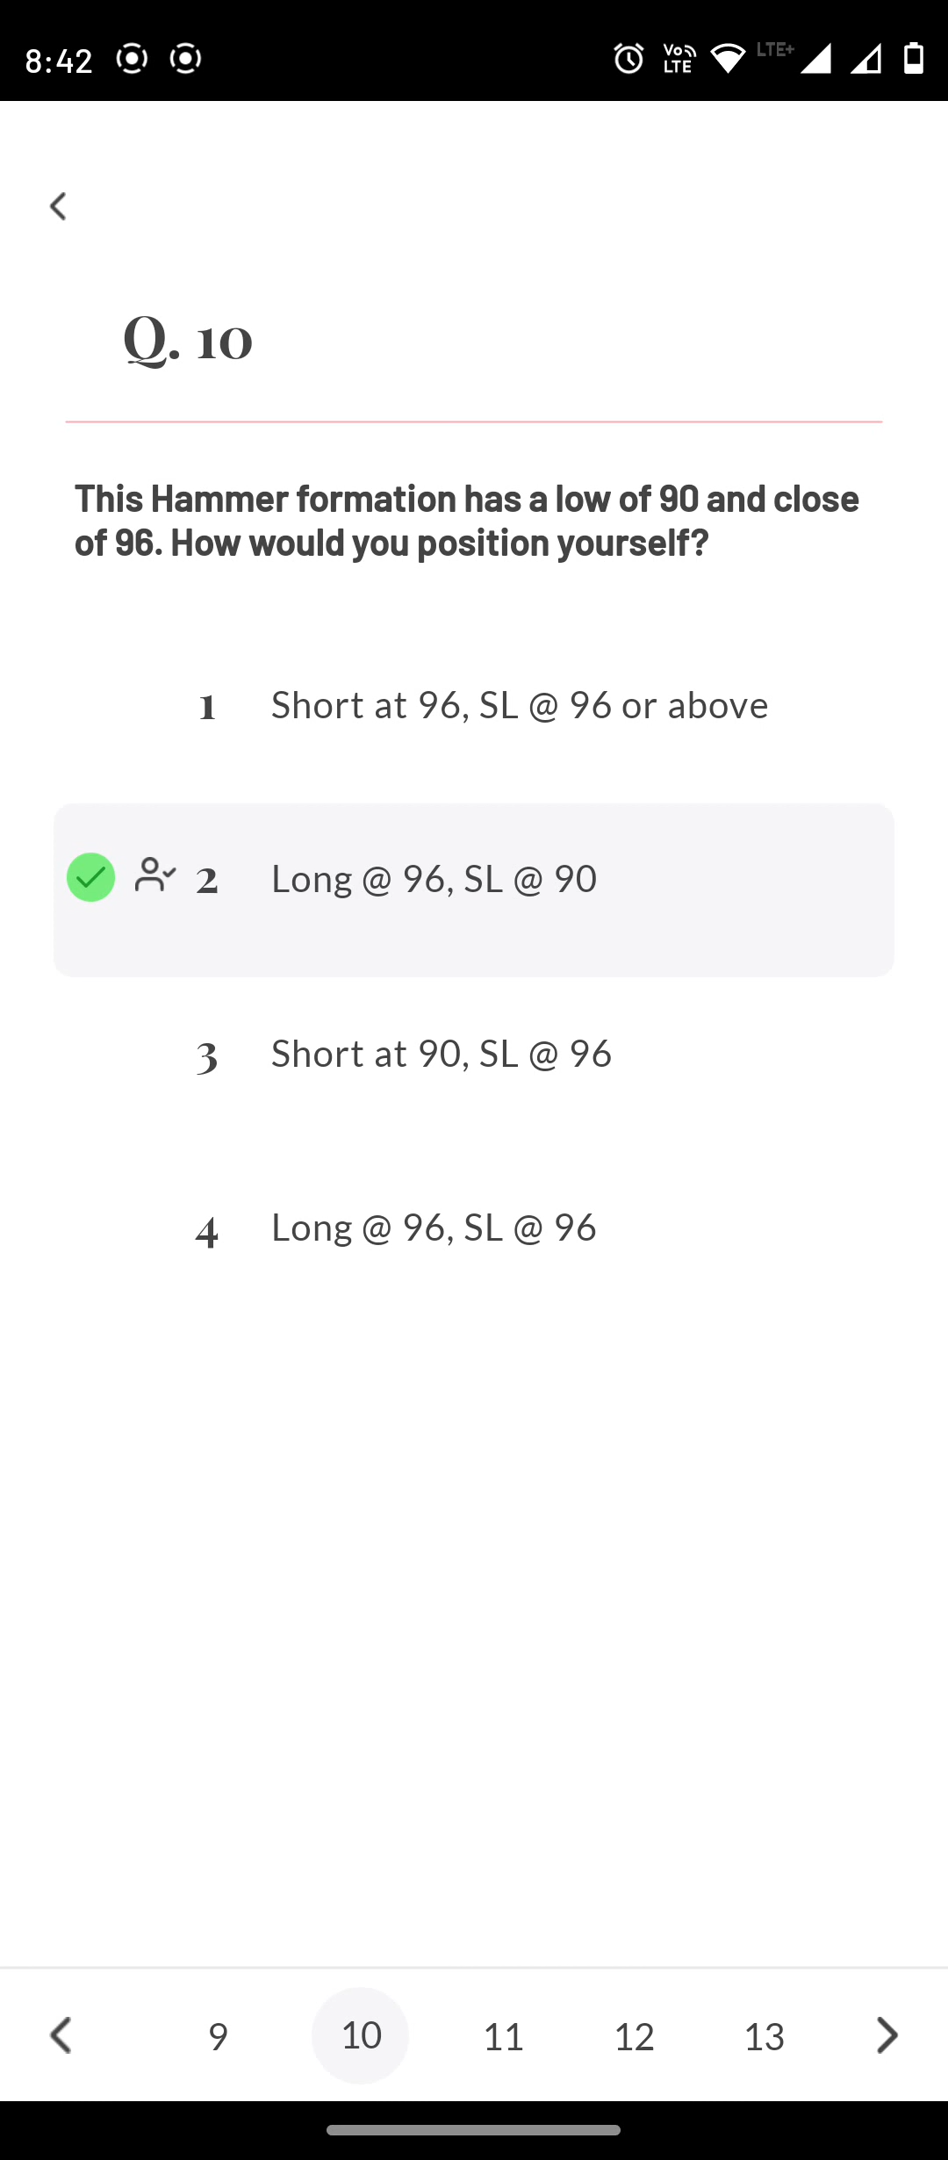 8:42 Vo LTE LTE+
Q. 10
This Hammer formation has a low of 90 and close
of 96. How would you position yourself?
1 Short at 96, SL @ 96 or above
2 Long @ 96, SL @ 90
3 Short at 90, SL @ 96
4 Long @ 96, SL @ 96
9 10 11 12 13